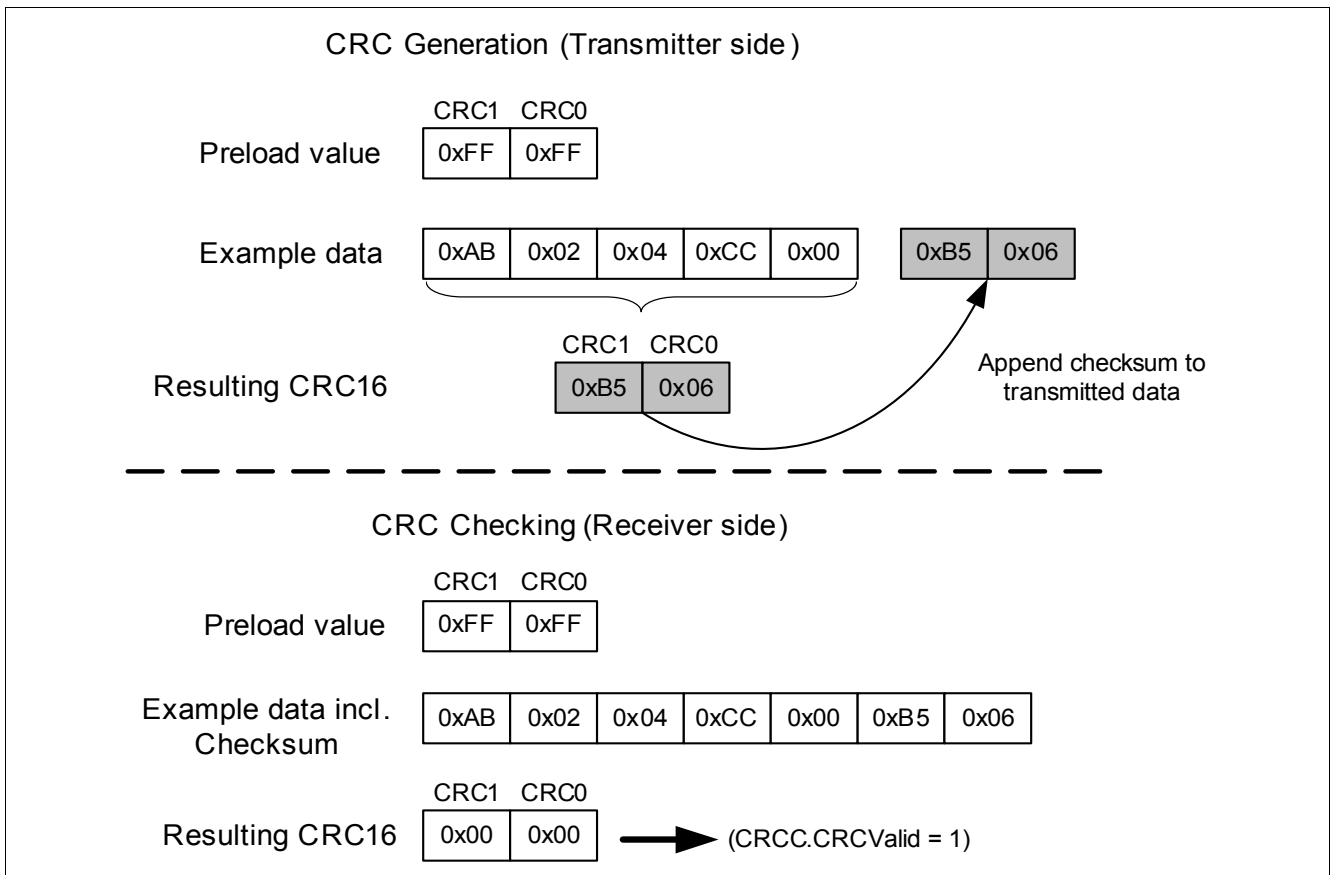 CRC Generation (Transmitter side)
CRC1 CRC0
Preload value 0xFF 0xFF
Example data 0xAB 0x02 0x04 0xCC 0x00 0xB5 0x06
CRC1 CRC0
Resulting CRC16 0xB5 0x06
Append checksum to
transmitted data
CRC Checking (Receiver side)
CRC1 CRC0
Preload value 0xFF 0xFF
Example data incl.
Checksum
0xAB 0x02 0x04 0xCC 0x00 0xB5 0x06
CRC1 CRC0
Resulting CRC16 0x00 0x00 (CRCC.CRCValid = 1)